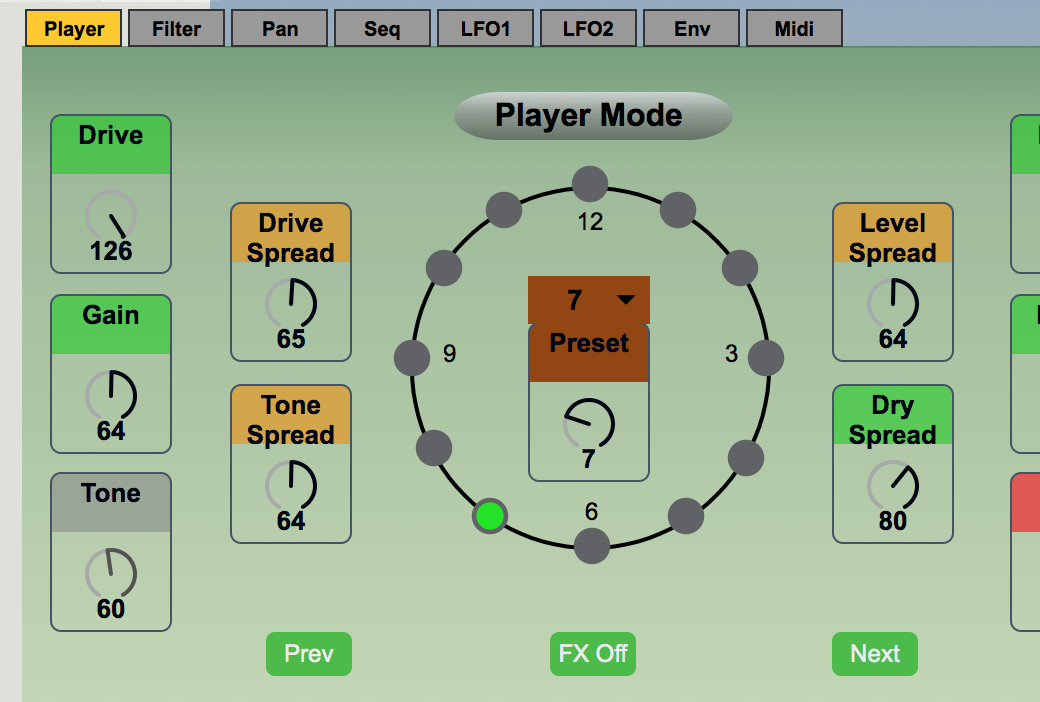 Player
Filter
Pan
Seq
LFO1
LFO2
Env
Midi
Player Mode
Drive
126
Gain
64
Tone
60
Drive
Spread
65
Tone
Spread
64
12
9
3
6
7
Preset
7
Level
Spread
64
Dry
Spread
80
Prev
FX Off
Next